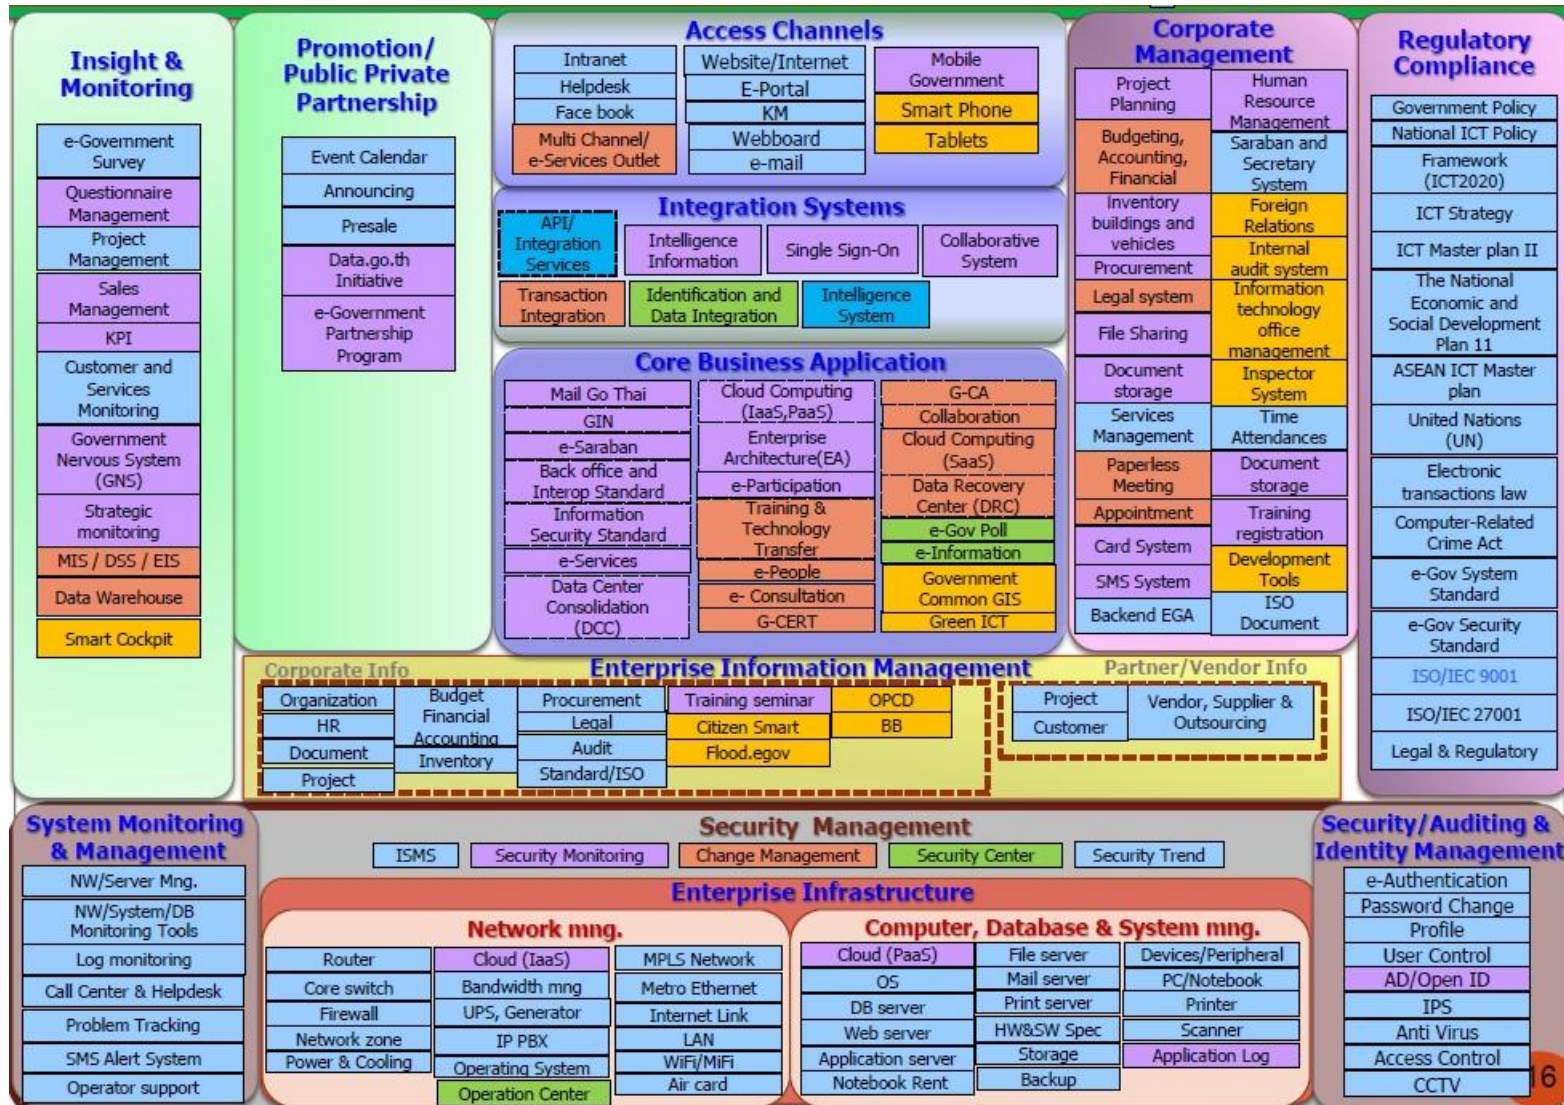 Insight &
Monitoring
e-Government
Survey
Questionnaire
Management
Project
Management
Sales
Management
KPI
Customer and
Services
Monitoring
Government
Nervous System
(GNS)
Strategic
monitoring
MIS / DSS / EIS
Data Warehouse
Smart Cockpit
Promotion/
Public Private
Partnership
Event Calendar
Announcing
Presale
Data.go.th
Initiative
e-Government
Partnership
Program
Access Channels
Intranet
Helpdesk
Face book
Multi Channel/
e-Services Outlet
Website/Internet
E-Portal
KM
Webboard
e-mail
Mobile
Government
Smart Phone
Tablets
Integration Systems
API/
Integration
Services
Intelligence
Information
Single Sign-On
Collaborative
System
Transaction
Integration
Identification and
Data Integration
Intelligence
System
Core Business Application
Mail Go Thai
GIN
e-Saraban
Back office and
Interop Standard
Information
Security Standard
e-Services
Data Center
Consolidation
(DCC)
Cloud Computing
(IaaS,PaaS)
Enterprise
Architecture(EA)
e-Participation
Training &
Technology
Transfer
e-People
e- Consultation
G-CERT
G-CA
Collaboration
Cloud Computing
(SaaS)
Data Recovery
Center (DRC)
e-Gov Poll
e-Information
Government
Common GIS
Green ICT
Corporate
Management
Project
Planning
Budgeting,
Accounting,
Financial
Inventory
buildings and
vehicles
Procurement
Legal system
File Sharing
Document
storage
Services
Management
Paperless
Meeting
Appointment
Card System
SMS System
Backend EGA
Human
Resource
Management
Saraban and
Secretary
System
Foreign
Relations
Internal
audit system
Information
technology
office
management
Inspector
System
Time
Attendances
Document
storage
Training
registration
Development
Tools
ISO
Document
Regulatory
Compliance
Government Policy
National ICT Policy
Framework
(ICT2020)
ICT Strategy
ICT Master plan II
The National
Economic and
Social Development
Plan 11
ASEAN ICT Master
plan
United Nations
(UN)
Electronic
transactions law
Computer-Related
Crime Act
e-Gov System
Standard
e-Gov Security
Standard
ISO/IEC 9001
ISO/IEC 27001
Legal & Regulatory
Corporate Info
Enterprise Information Management
Partner/Vendor Info
Organization
HR
Document
Project
Budget
Financial
Accounting
Inventory
Procurement
Legal
Audit
Standard/ISO
Training seminar
Citizen Smart
Flood.egov
OPCD
BB
Project
Customer
Vendor, Supplier &
Outsourcing
System Monitoring
& Management
NW/Server Mng.
NW/System/DB
Monitoring Tools
Log monitoring
Call Center & Helpdesk
Problem Tracking
SMS Alert System
Operator support
Security Management
ISMS
Security Monitoring
Change Management
Security Center
Security Trend
Enterprise Infrastructure
Network mng.
Router
Core switch
Firewall
Network zone
Power & Cooling
Cloud (IaaS)
Bandwidth mng
UPS, Generator
IP PBX
Operating System
Operation Center
MPLS Network
Metro Ethernet
Internet Link
LAN
WiFi/MiFi
Air card
Computer, Database & System mng.
Cloud (PaaS)
OS
DB server
Web server
Application server
Notebook Rent
File server
Mail server
Print server
HW&SW Spec
Storage
Backup
Devices/Peripheral
PC/Notebook
Printer
Scanner
Application Log
Security/Auditing &
Identity Management
e-Authentication
Password Change
Profile
User Control
AD/Open ID
IPS
Anti Virus
Access Control
CCTV
16